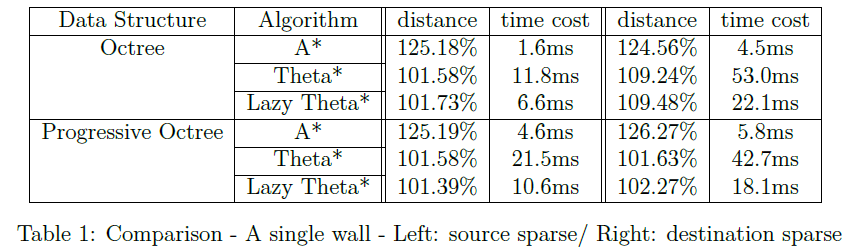 Data Structure Algorithm distance time cost distance time cost
Octree A* 125.18% 1.6ms 124.56% 4.5ms
Theta* 101.58% 11.8ms 109.24% 53.0ms
Lazy Theta* 101.73% 6.6ms 109.48% 22.1ms
Progressive Octree A* 125.19% 4.6ms 126.27% 5.8ms
Theta* 101.58% 21.5ms 101.63% 42.7ms
Lazy Theta* 101.39% 10.6ms 102.27% 18.1ms
Table 1: Comparison - A single wall - Left: source sparse/ Right: destination sparse